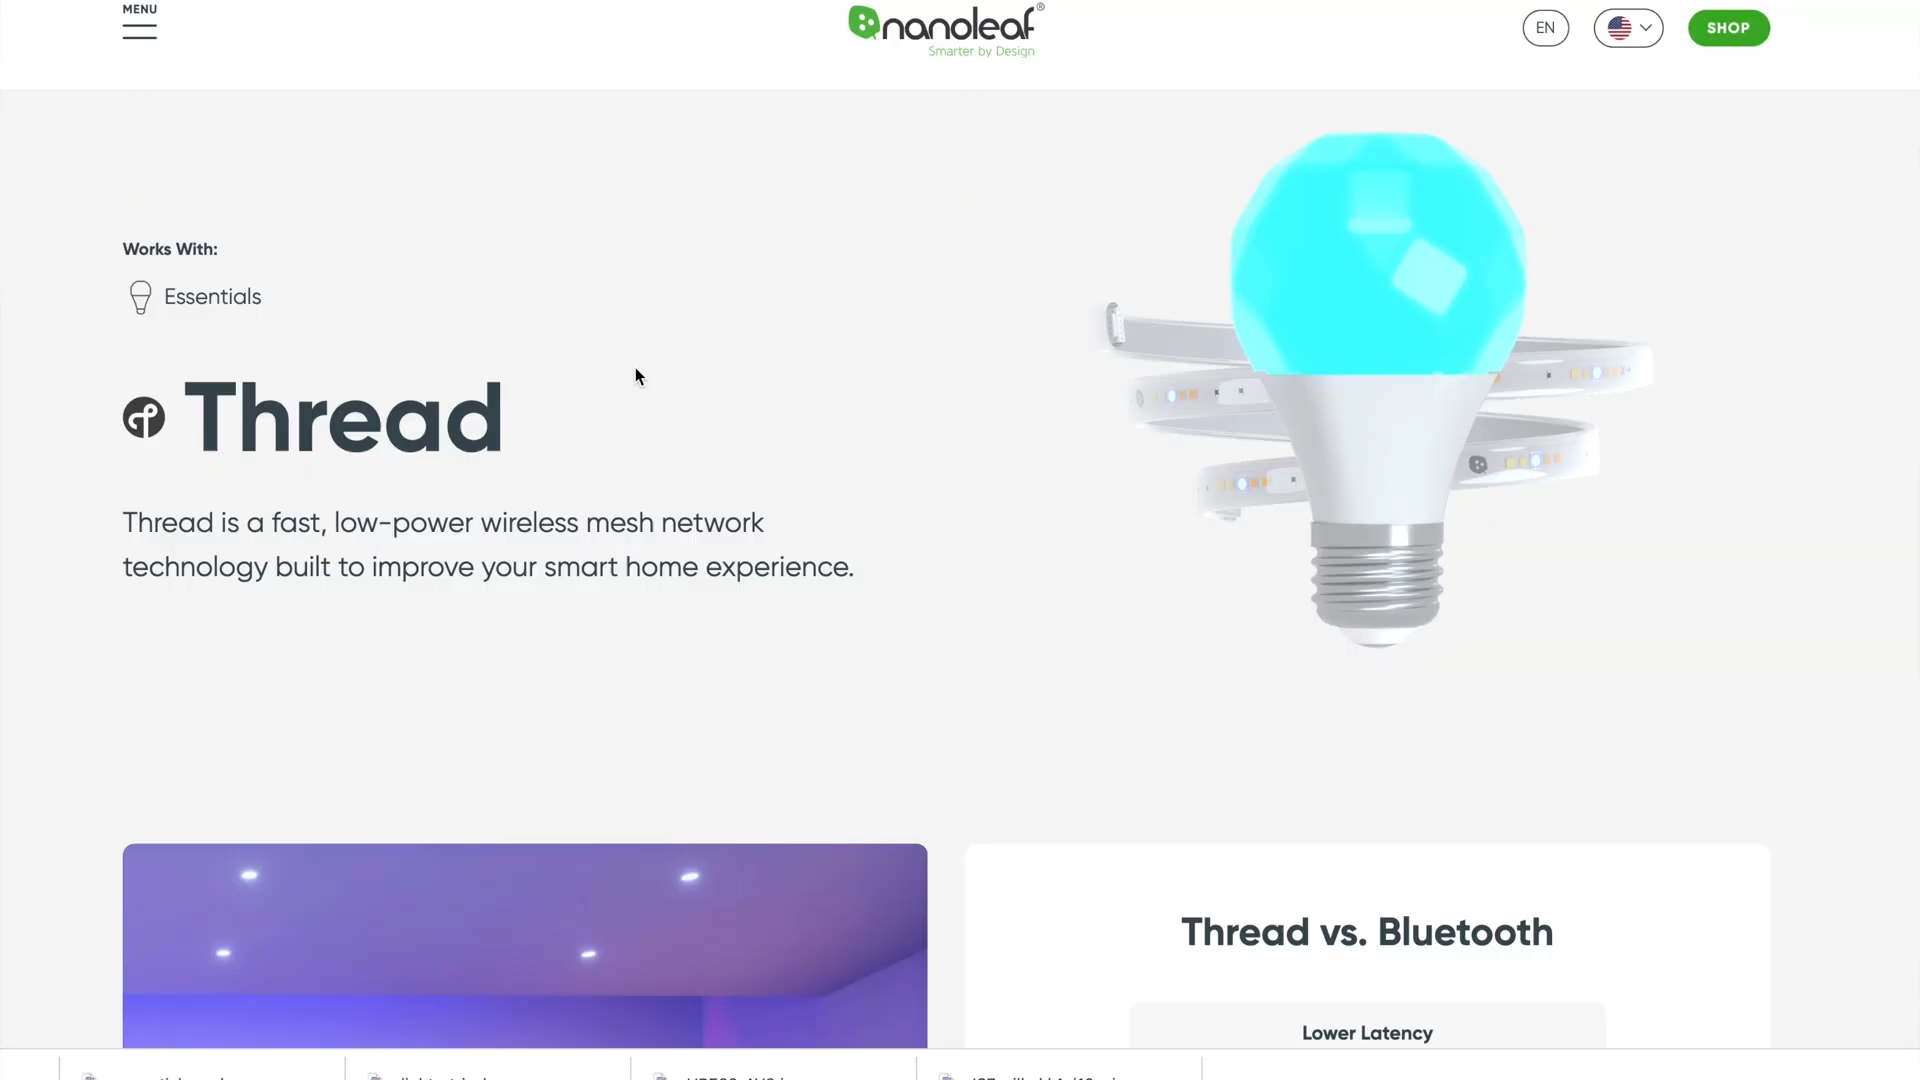 MENU
nanoleaf®
Smarter by Design
EN
SHOP
Works With:
Essentials
Thread
Thread is a fast, low-power wireless mesh network
technology built to improve your smart home experience.
Thread vs. Bluetooth
Lower Latency